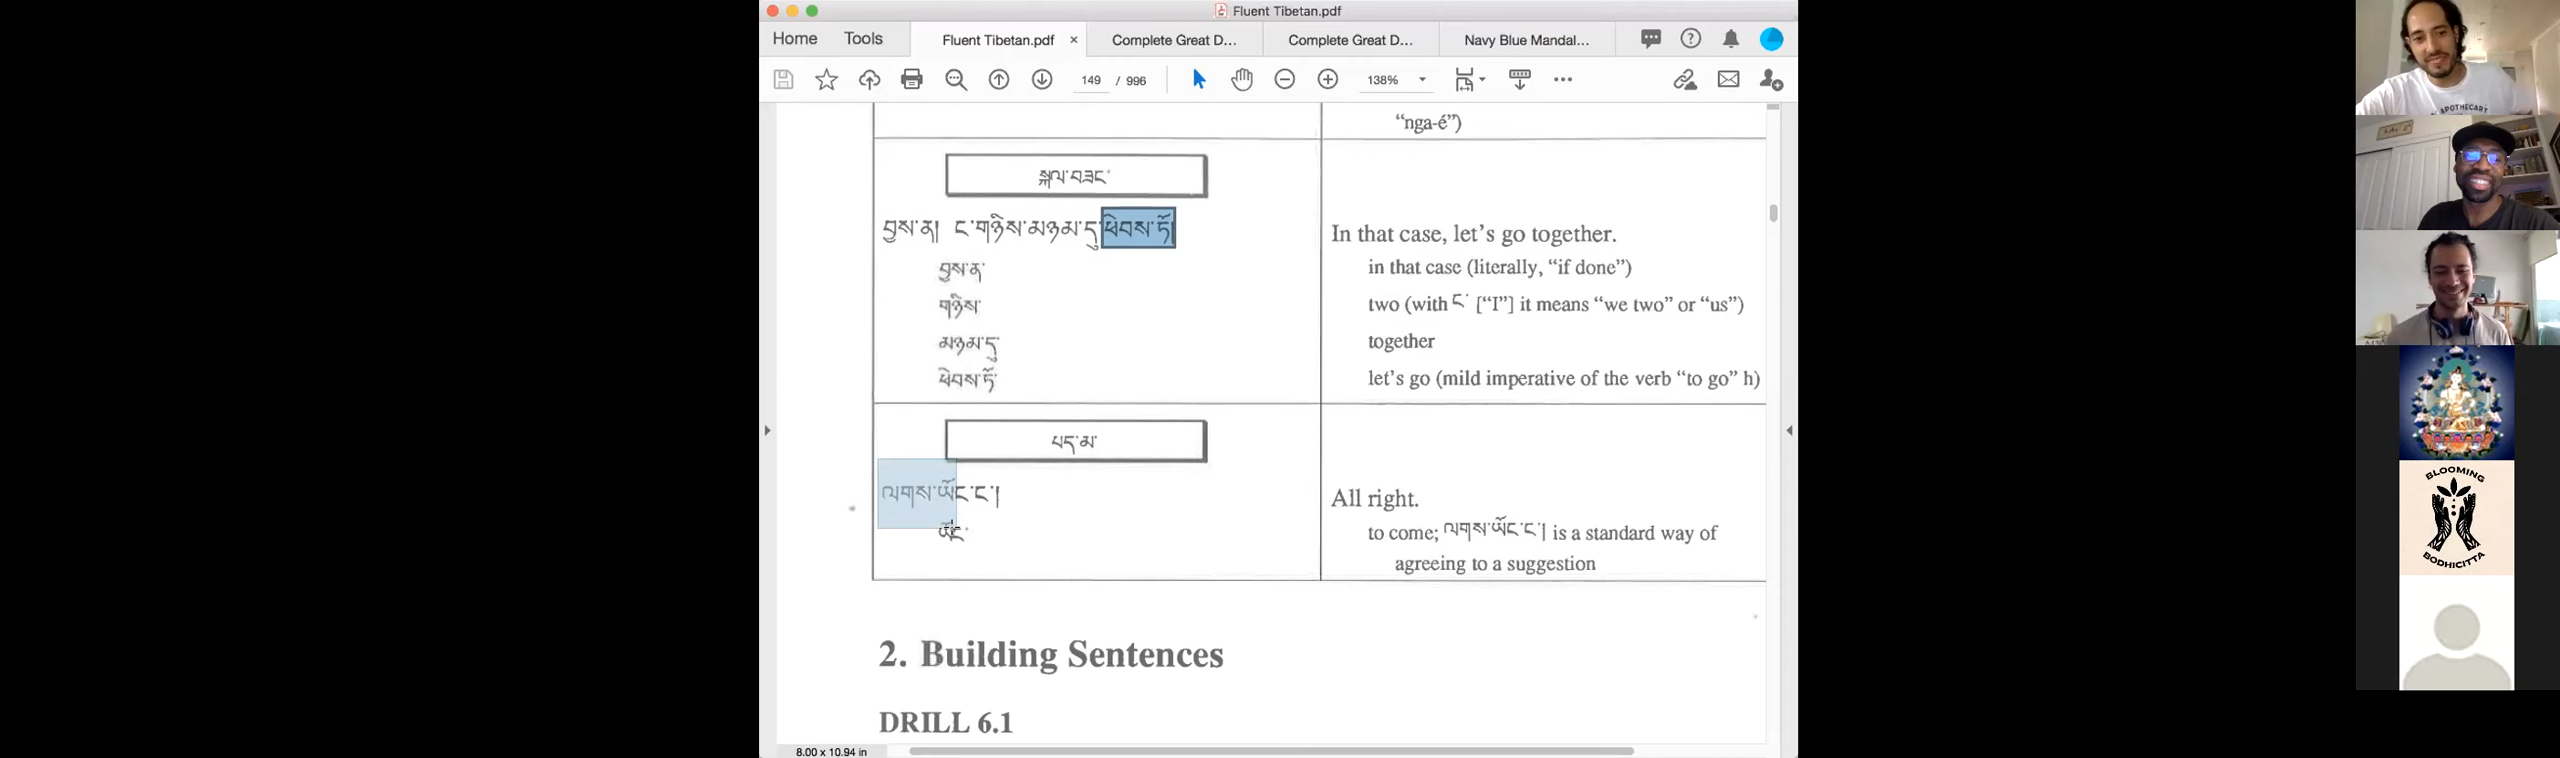 Fluent Tibetan.pdf
Home Tools Fluent Tibetan.pdf × Complete Great D... Complete Great D... Navy Blue Mandal...
149 / 996 138%
“nga-é”)
སྐལ་བཟང་
བྱས་ན། ང་གཉིས་མཉམ་དུ་ཕེབས་ཏོ།
In that case, let’s go together.
བྱས་ན་
in that case (literally, “if done”)
གཉིས་
two (with ང་ [“I”] it means “we two” or “us”)
མཉམ་དུ་
together
ཕེབས་ཏོ་
let’s go (mild imperative of the verb “to go” h)
པད་མ་
ལགས་ཡོང་ང་།
All right.
ཡོང་
to come; ལགས་ཡོང་ང་། is a standard way of
agreeing to a suggestion
2. Building Sentences
DRILL 6.1
8.00 x 10.94 in
APOTHECARY
BLOOMING
BODHICITTA